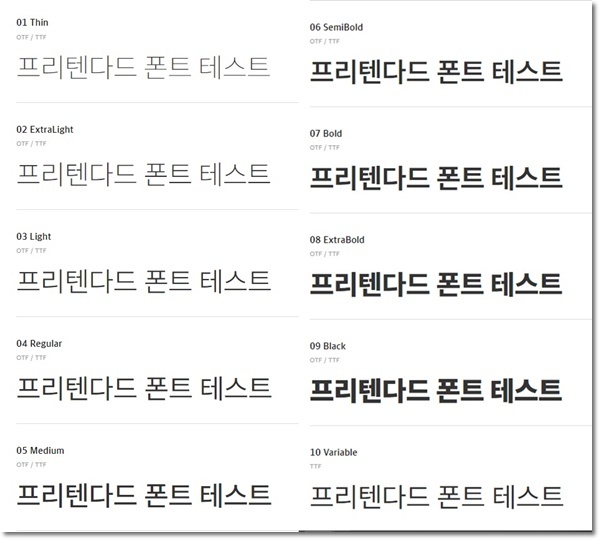 01 Thin
OTF / TTF
프리텐다드 폰트 테스트
02 ExtraLight
OTF / TTF
프리텐다드 폰트 테스트
03 Light
OTF / TTF
프리텐다드 폰트 테스트
04 Regular
OTF / TTF
프리텐다드 폰트 테스트
05 Medium
OTF / TTF
프리텐다드 폰트 테스트
06 SemiBold
OTF / TTF
프리텐다드 폰트 테스트
07 Bold
OTF / TTF
프리텐다드 폰트 테스트
08 ExtraBold
OTF / TTF
프리텐다드 폰트 테스트
09 Black
OTF / TTF
프리텐다드 폰트 테스트
10 Variable
TTF
프리텐다드 폰트 테스트